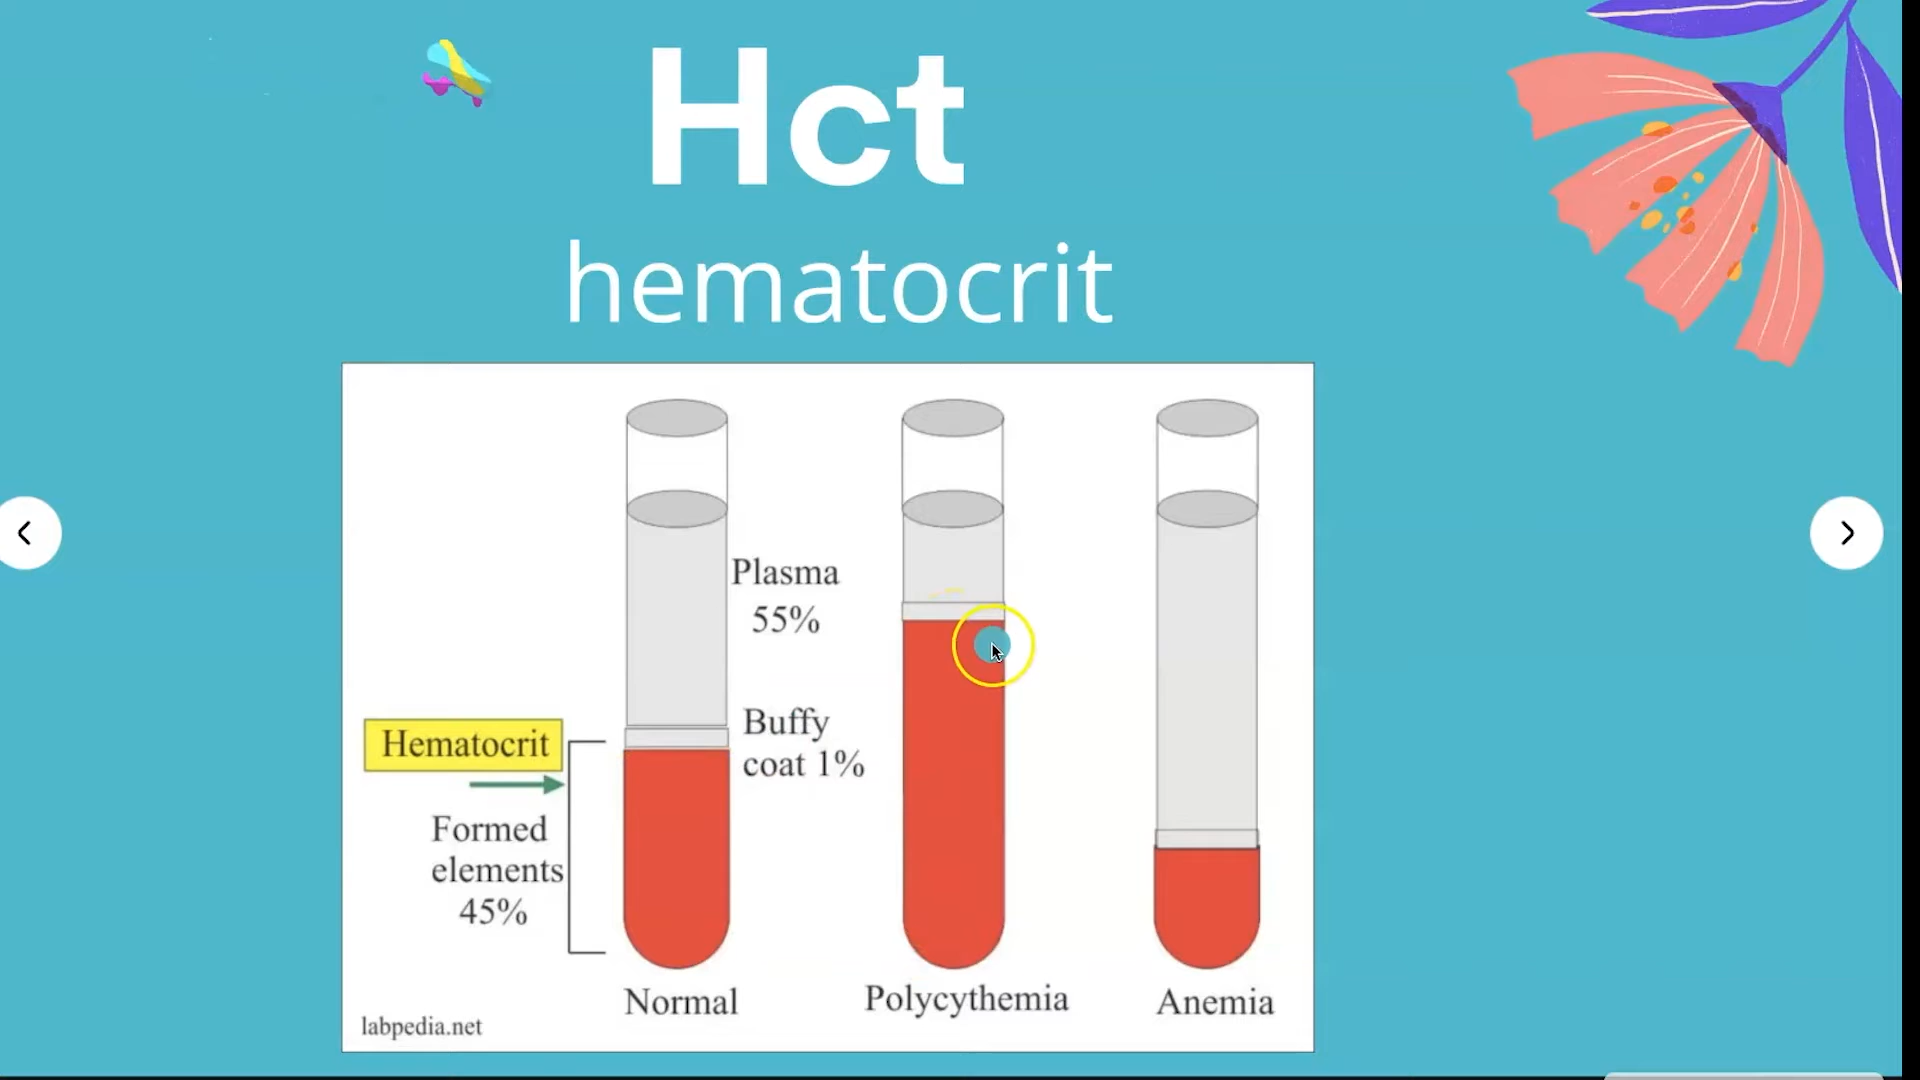 Hct
hematocrit
Plasma
55%
Buffy
coat 1%
Hematocrit
Formed
elements
45%
Normal
Polycythemia
Anemia
labpedia.net